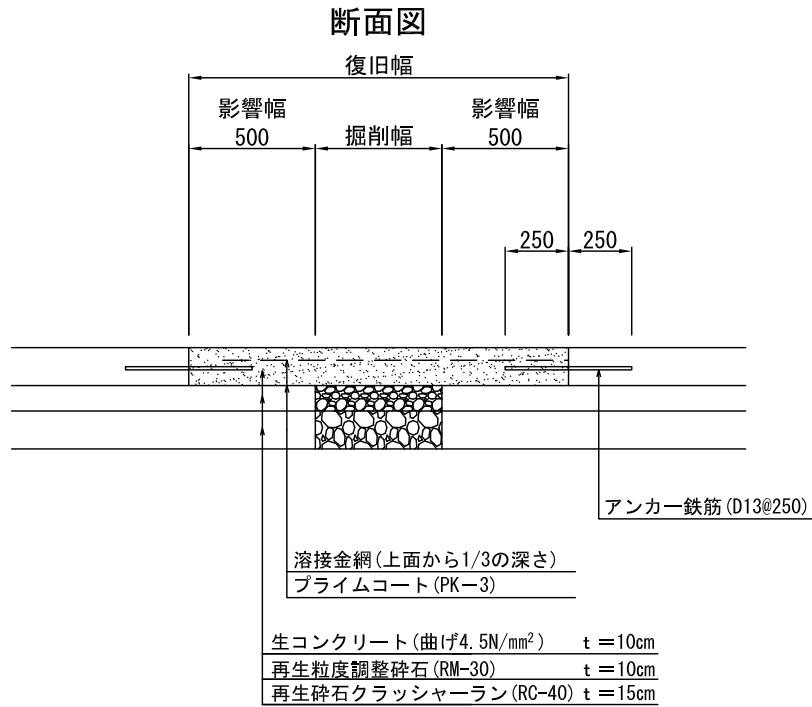 断面図
復旧幅
影響幅 影響幅
500 掘削幅 500
250 250
アンカー鉄筋(D13@250)
溶接金網(上面から1/3の深さ)
プライムコート(PK-3)
生コンクリート(曲げ4.5N/mm²) t=10cm
再生粒度調整砕石(RM-30) t=10cm
再生砕石クラッシャーラン(RC-40) t=15cm